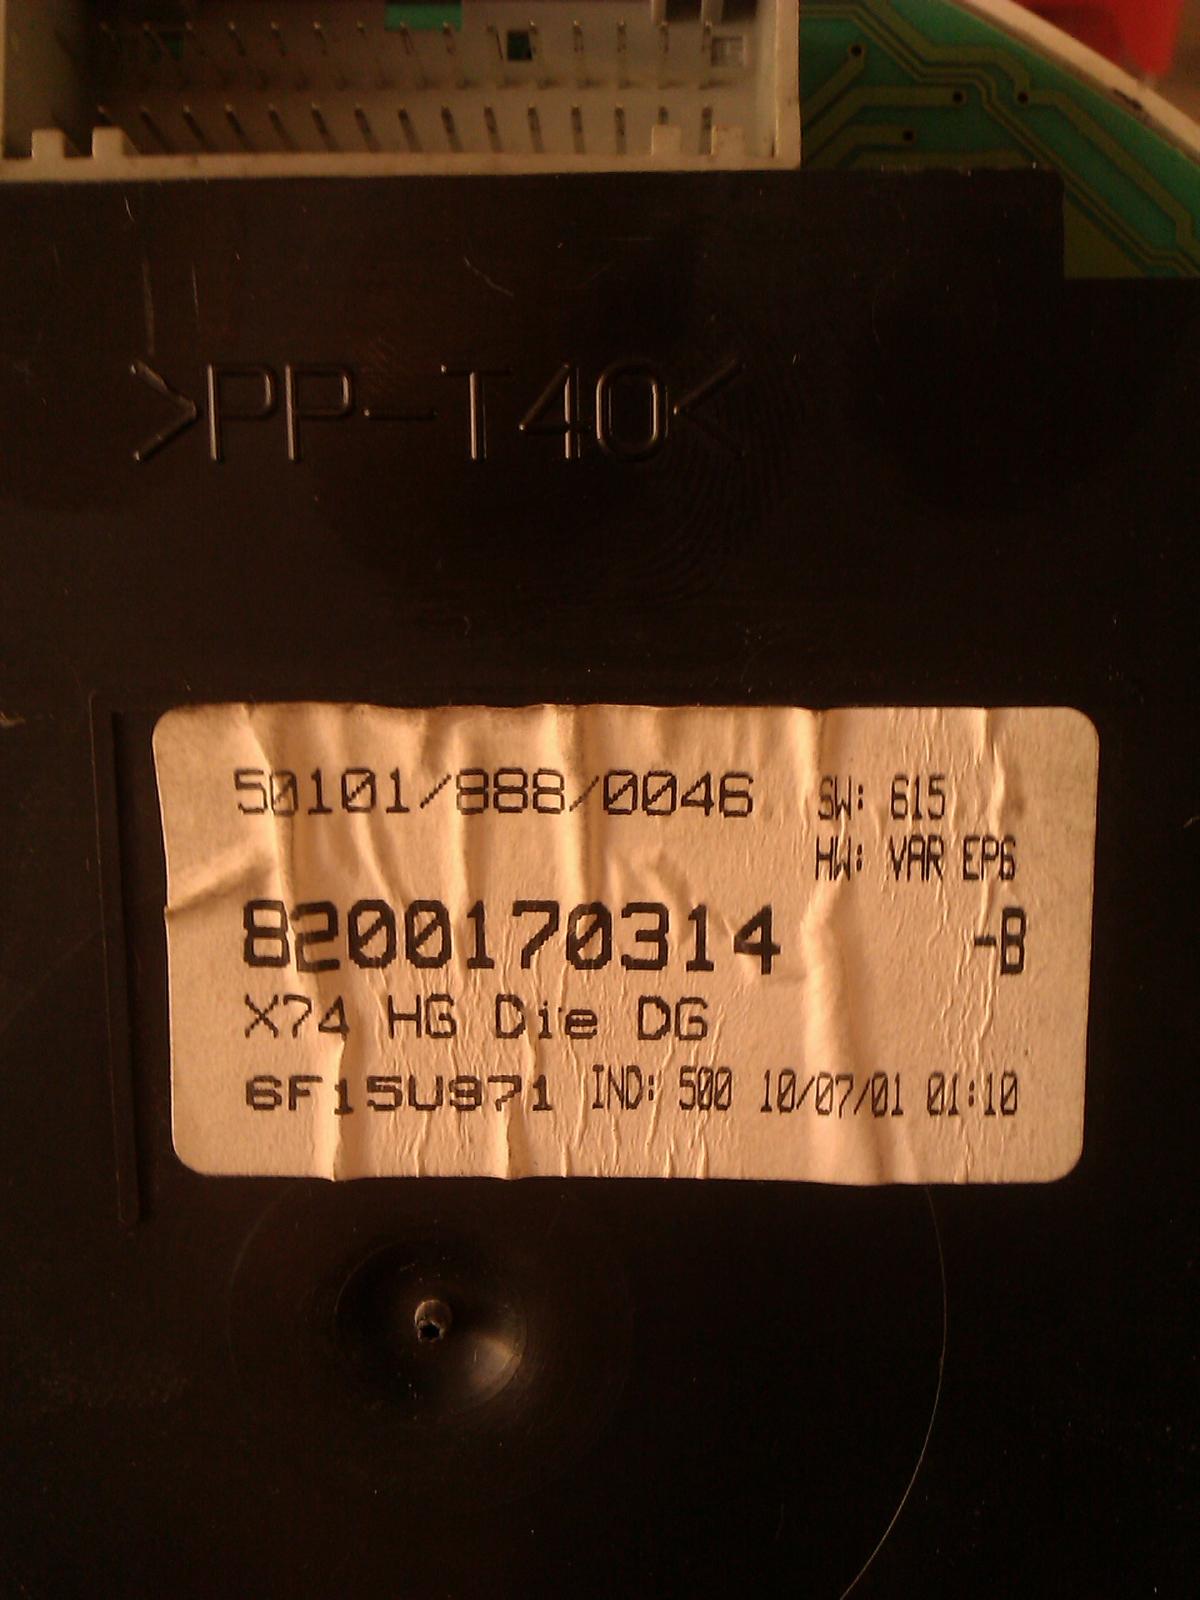 >PP-T40<
50101/888/0046 SW: 615
HW: VAR EP6
8200170314 -B
X74 HG Die DG
6F15U971 IND: 500 10/07/01 01:10